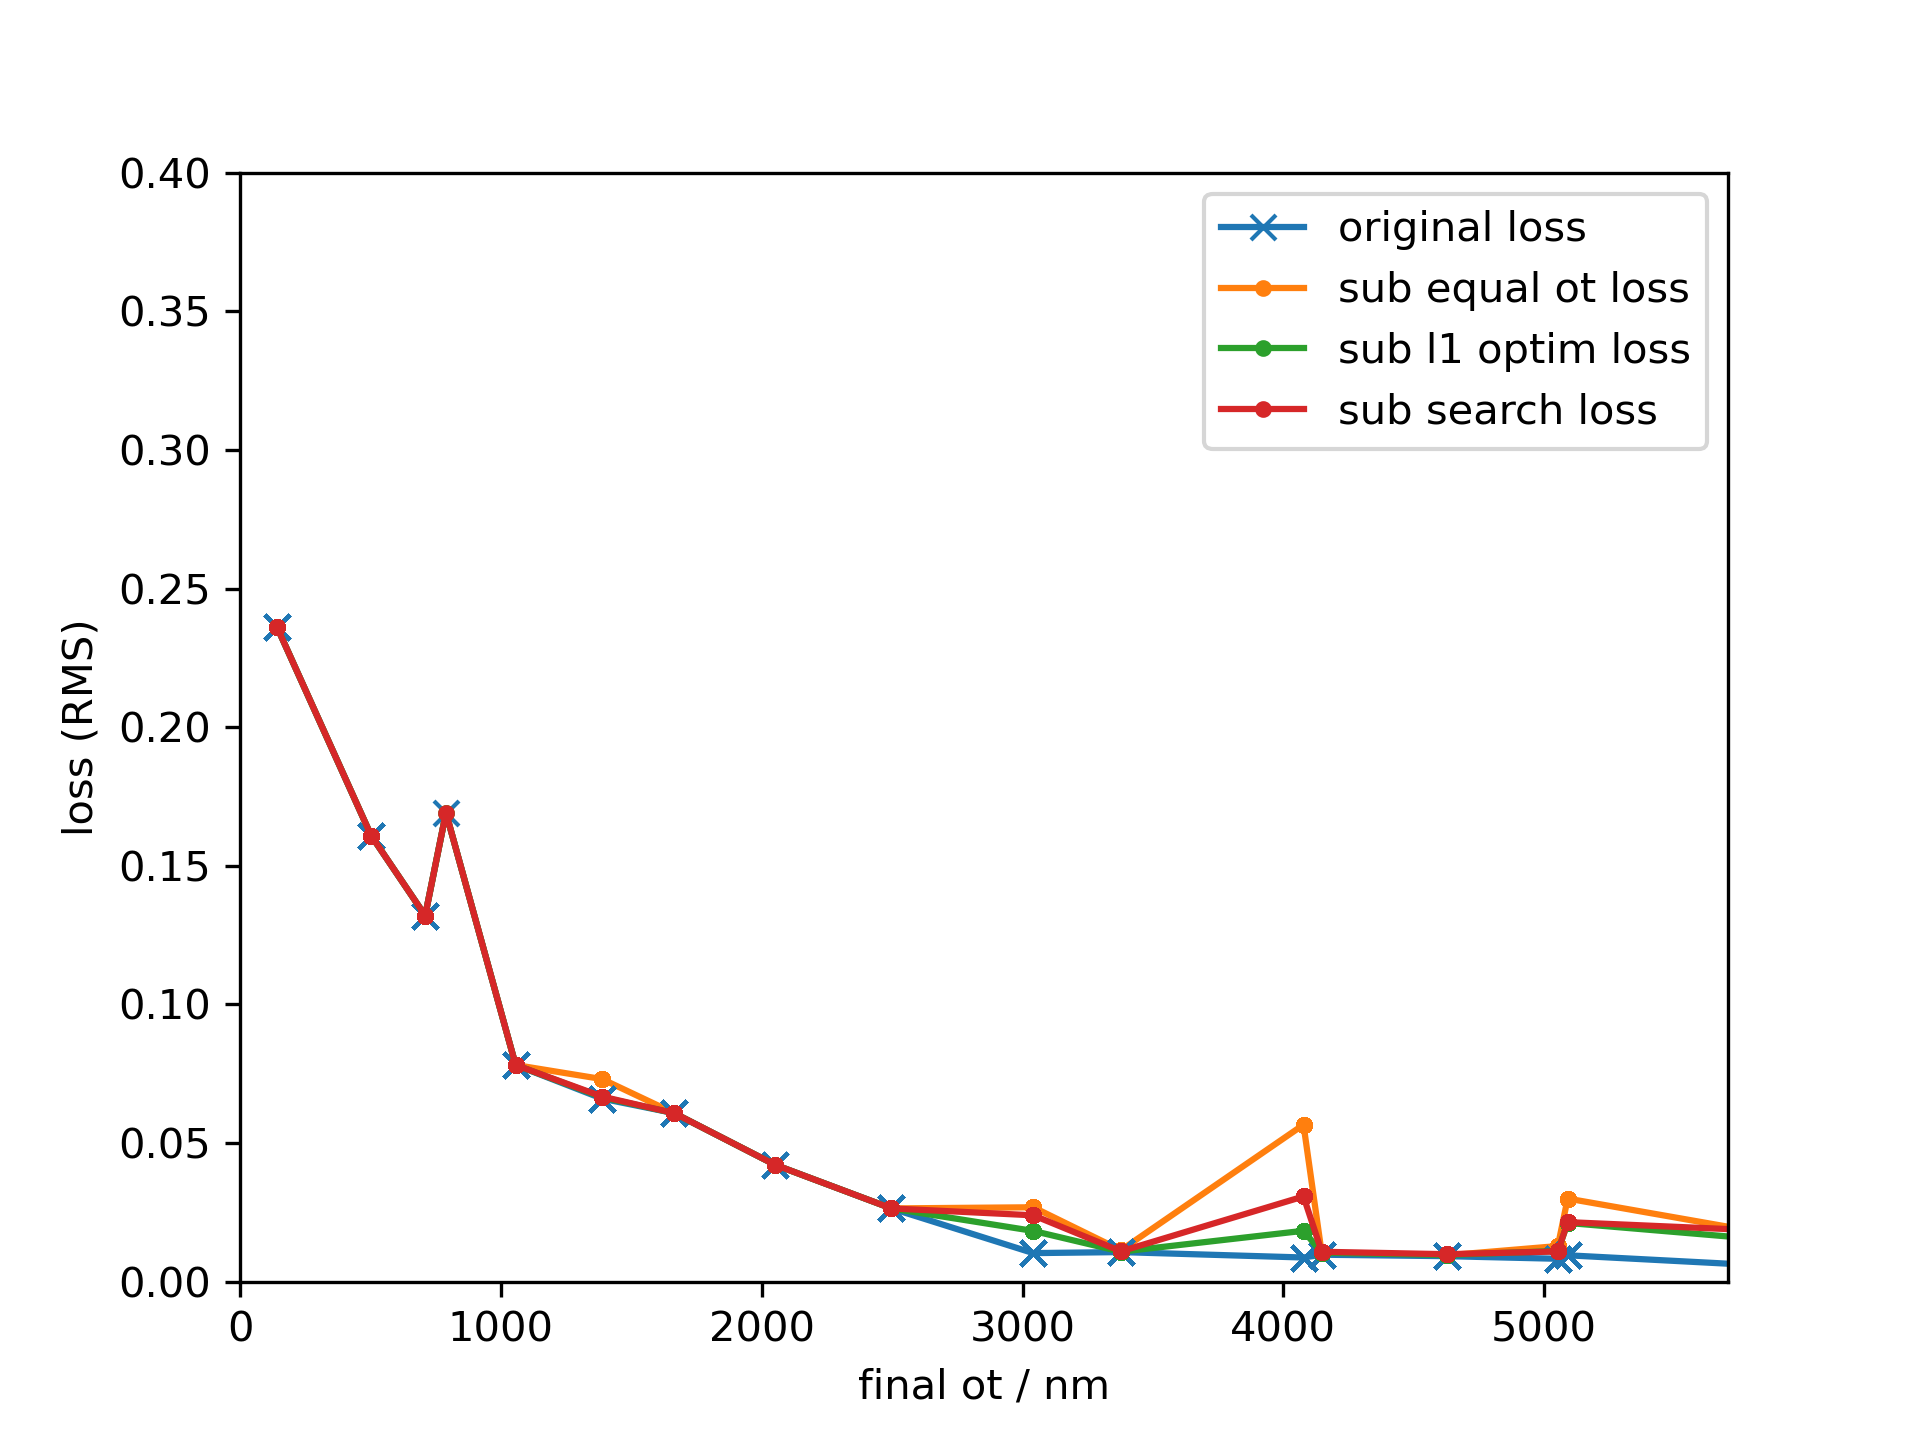 0.40
0.35
0.30
0.25
0.20
0.15
0.10
0.05
0.00
loss (RMS)
original loss
sub equal ot loss
sub l1 optim loss
sub search loss
0
1000
2000
3000
4000
5000
final ot / nm